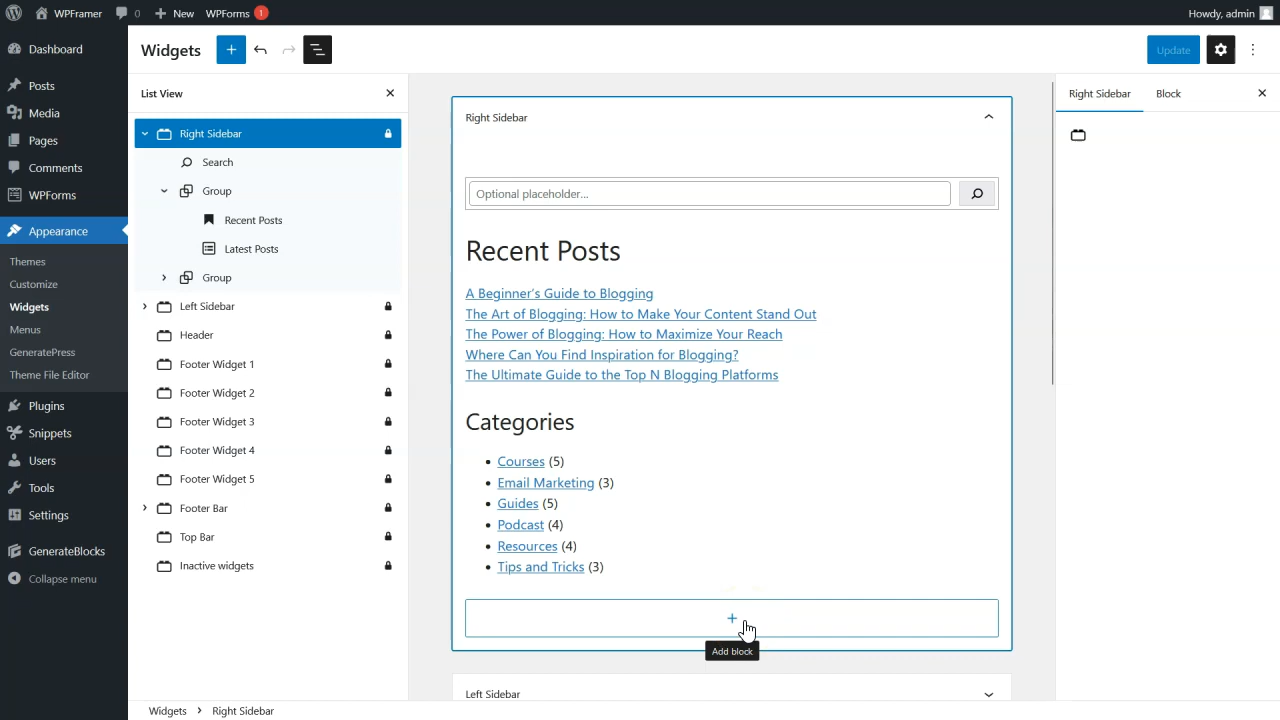 WPFramer
0
New
WPForms
1
Howdy, admin
Dashboard
Posts
Media
Pages
Comments
WPForms
Appearance
Themes
Customize
Widgets
Menus
GeneratePress
Theme File Editor
Plugins
Snippets
Users
Tools
Settings
GenerateBlocks
Collapse menu
Widgets
Update
List View
Right Sidebar
Search
Group
Recent Posts
Latest Posts
Group
Left Sidebar
Header
Footer Widget 1
Footer Widget 2
Footer Widget 3
Footer Widget 4
Footer Widget 5
Footer Bar
Top Bar
Inactive widgets
Right Sidebar
Optional placeholder...
Recent Posts
A Beginner's Guide to Blogging
The Art of Blogging: How to Make Your Content Stand Out
The Power of Blogging: How to Maximize Your Reach
Where Can You Find Inspiration for Blogging?
The Ultimate Guide to the Top N Blogging Platforms
Categories
Courses (5)
Email Marketing (3)
Guides (5)
Podcast (4)
Resources (4)
Tips and Tricks (3)
Add block
Left Sidebar
Right Sidebar
Block
Widgets > Right Sidebar